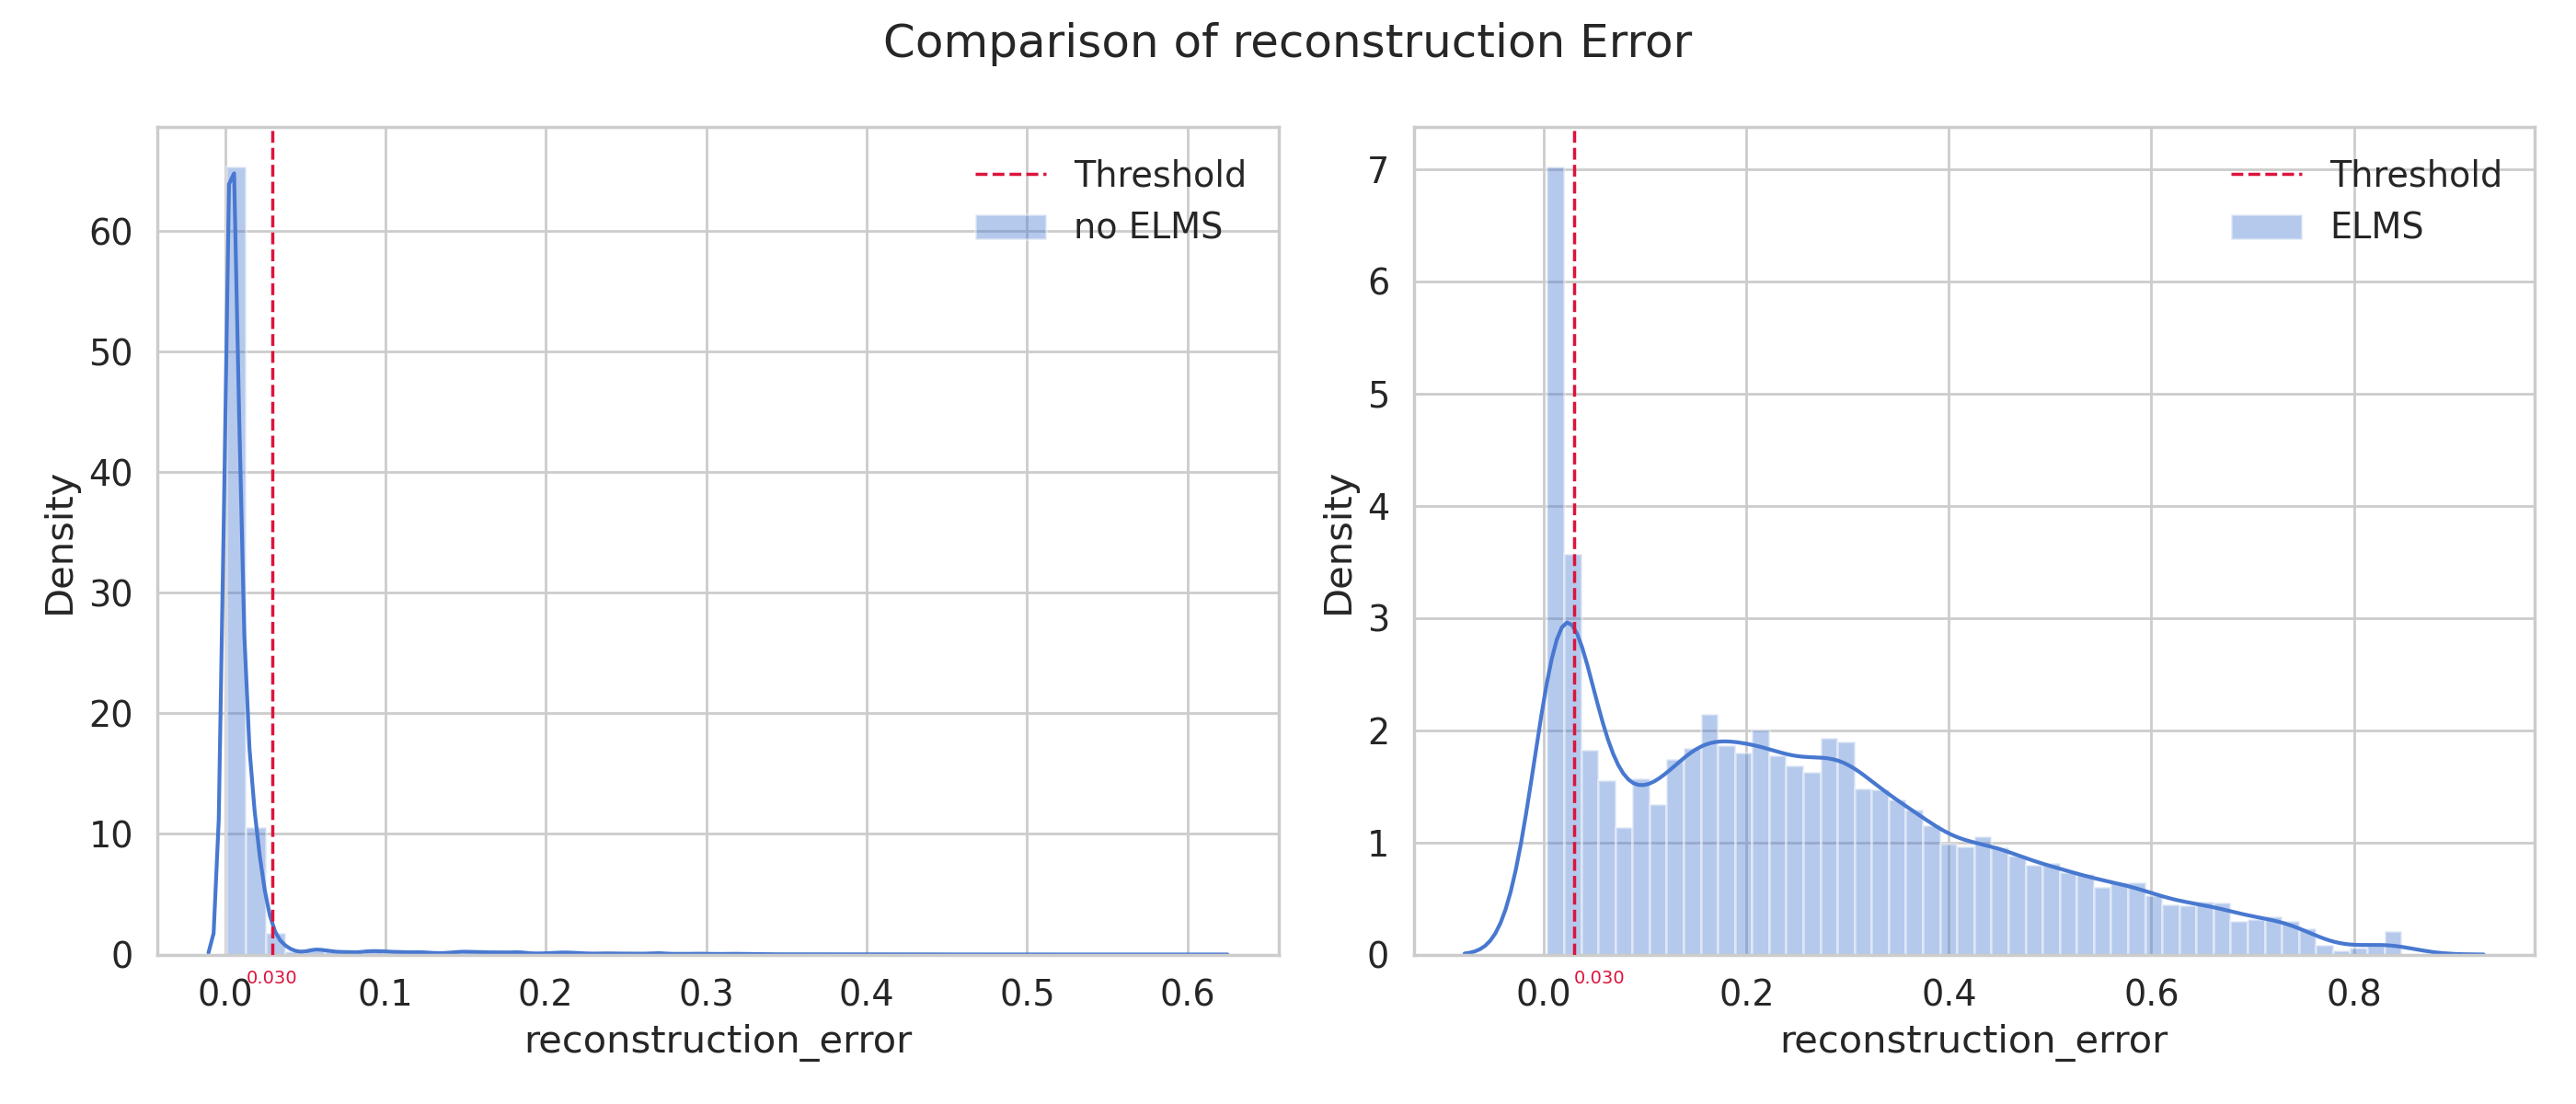 Comparison of reconstruction Error
Threshold
no ELMS
Density
60
50
40
30
20
10
0
0.030
0.0 0.1 0.2 0.3 0.4 0.5 0.6
reconstruction_error
Threshold
ELMS
Density
7
6
5
4
3
2
1
0
0.030
0.0 0.2 0.4 0.6 0.8
reconstruction_error